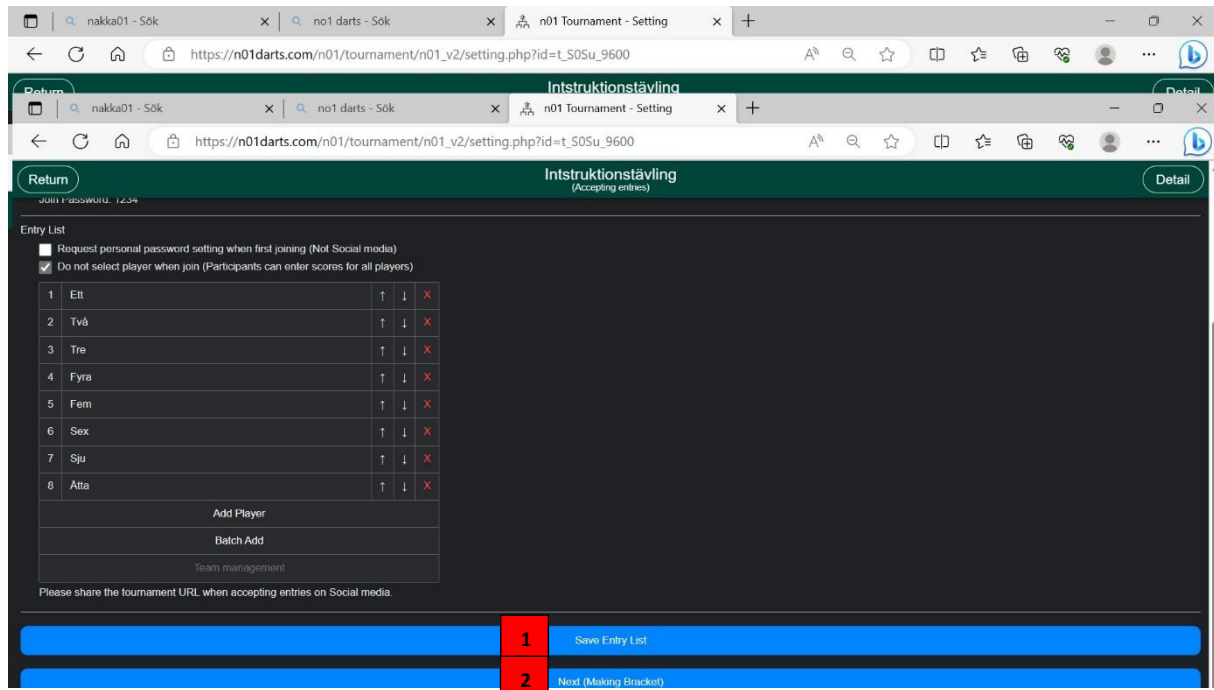 nakka01 - Sök no1 darts - Sök n01 Tournament - Setting
https://n01darts.com/n01/tournament/n01_v2/setting.php?id=t_S0Su_9600
Return Intstruktionstävling Detail
nakka01 - Sök no1 darts - Sök n01 Tournament - Setting
https://n01darts.com/n01/tournament/n01_v2/setting.php?id=t_S0Su_9600
Return Intstruktionstävling Detail
(Accepting entries)
Join Password: 1234
Entry List
Request personal password setting when first joining (Not Social media)
Do not select player when join (Participants can enter scores for all players)
1 Ett ↑ ↓ X
2 Två ↑ ↓ X
3 Tre ↑ ↓ X
4 Fyra ↑ ↓ X
5 Fem ↑ ↓ X
6 Sex ↑ ↓ X
7 Sju ↑ ↓ X
8 Åtta ↑ ↓ X
Add Player
Batch Add
Team management
Please share the tournament URL when accepting entries on Social media.
1 Save Entry List
2 Next (Making Bracket)